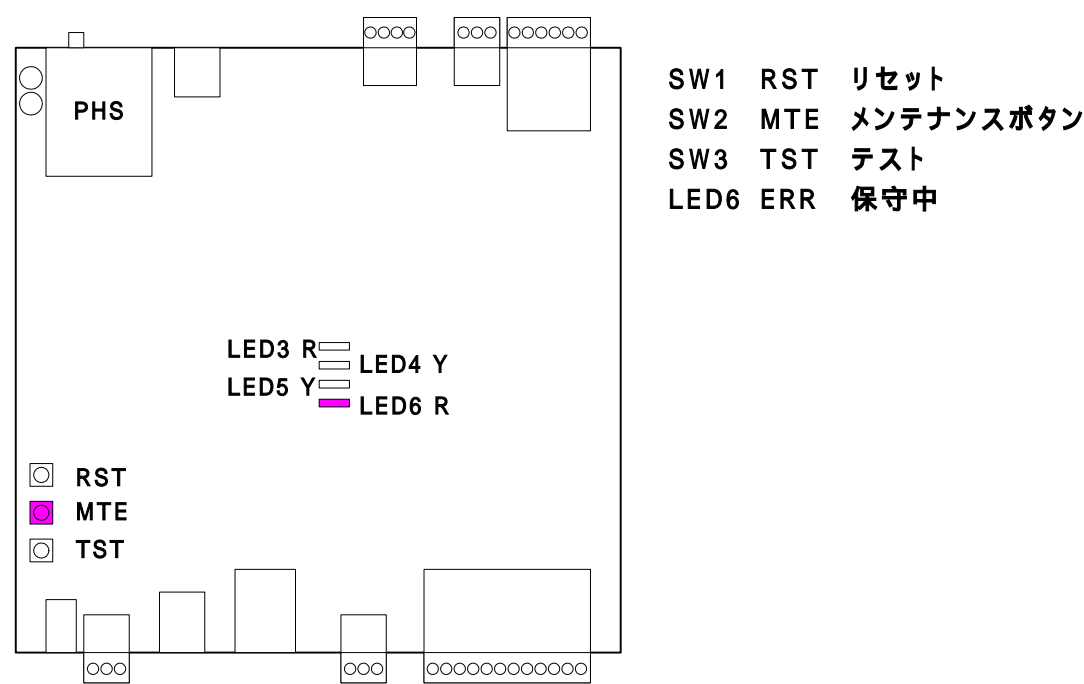 PHS
SW1 RST リセット
SW2 MTE メンテナンスボタン
SW3 TST テスト
LED6 ERR 保守中
LED3 R
LED4 Y
LED5 Y
LED6 R
RST
MTE
TST